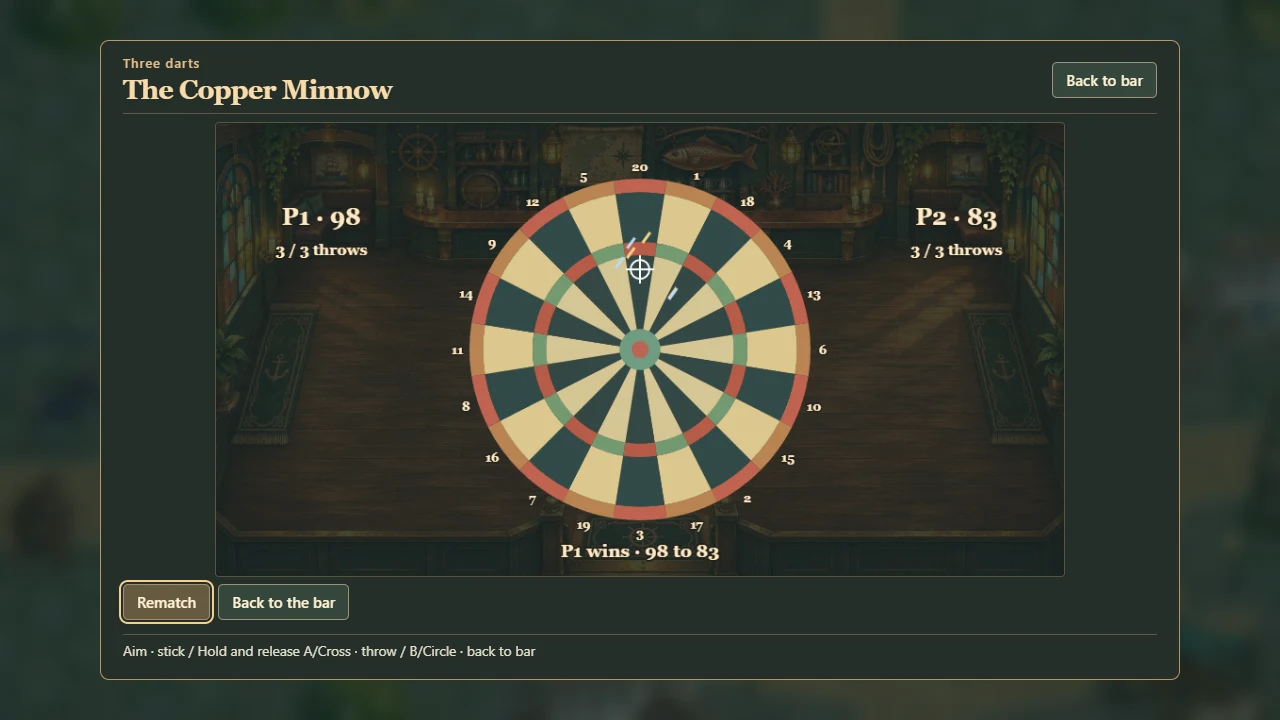 Three darts
The Copper Minnow
Back to bar
P1 · 98
3 / 3 throws
P2 · 83
3 / 3 throws
20
1
18
4
13
6
10
15
2
17
3
19
7
16
8
11
14
9
12
5
P1 wins · 98 to 83
Rematch
Back to the bar
Aim · stick / Hold and release A/Cross · throw / B/Circle · back to bar